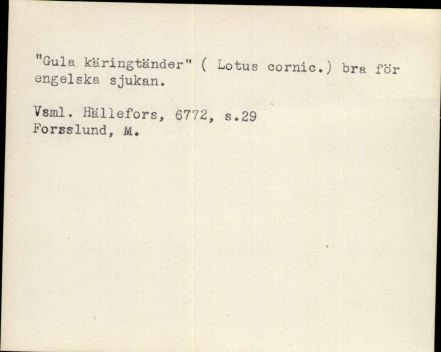 "Gula käringtänder" ( Lotus cornic.) bra för
engelska sjukan.
Vsml. Hällefors, 6772, s.29
Forsslund, M.